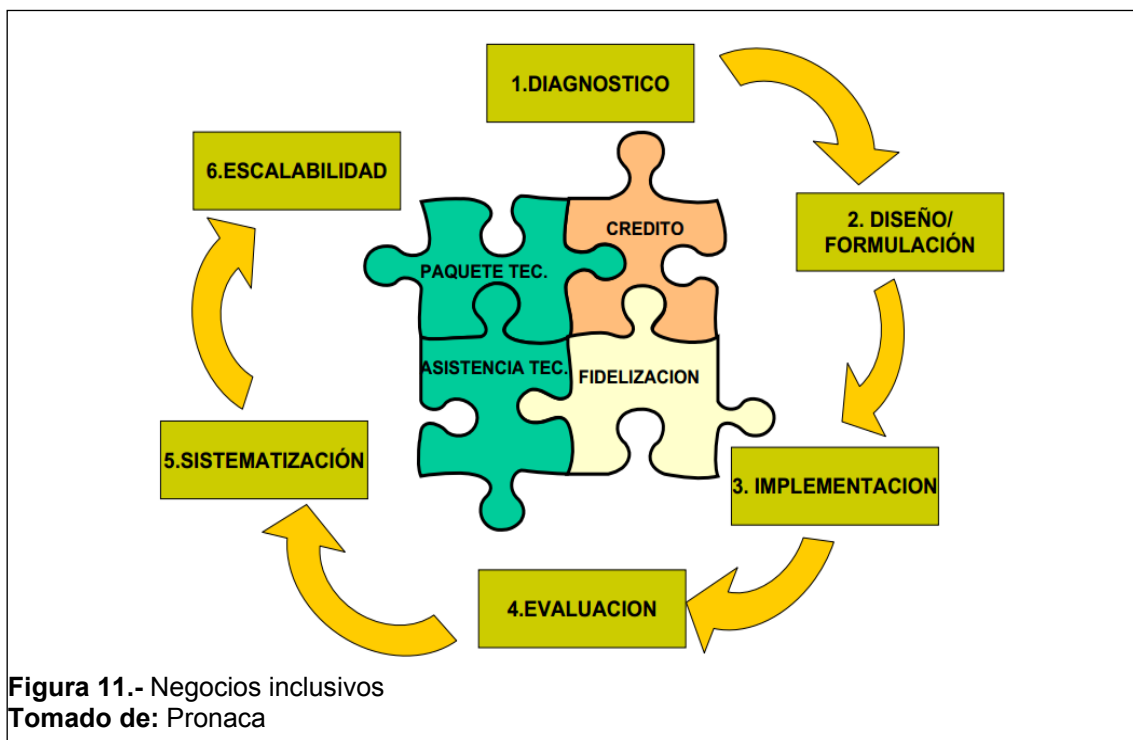 1.DIAGNOSTICO
2. DISEÑO/
FORMULACIÓN
3. IMPLEMENTACION
4.EVALUACION
5.SISTEMATIZACIÓN
6.ESCALABILIDAD
CREDITO
PAQUETE TEC.
ASISTENCIA TEC.
FIDELIZACION
Figura 11.- Negocios inclusivos
Tomado de: Pronaca